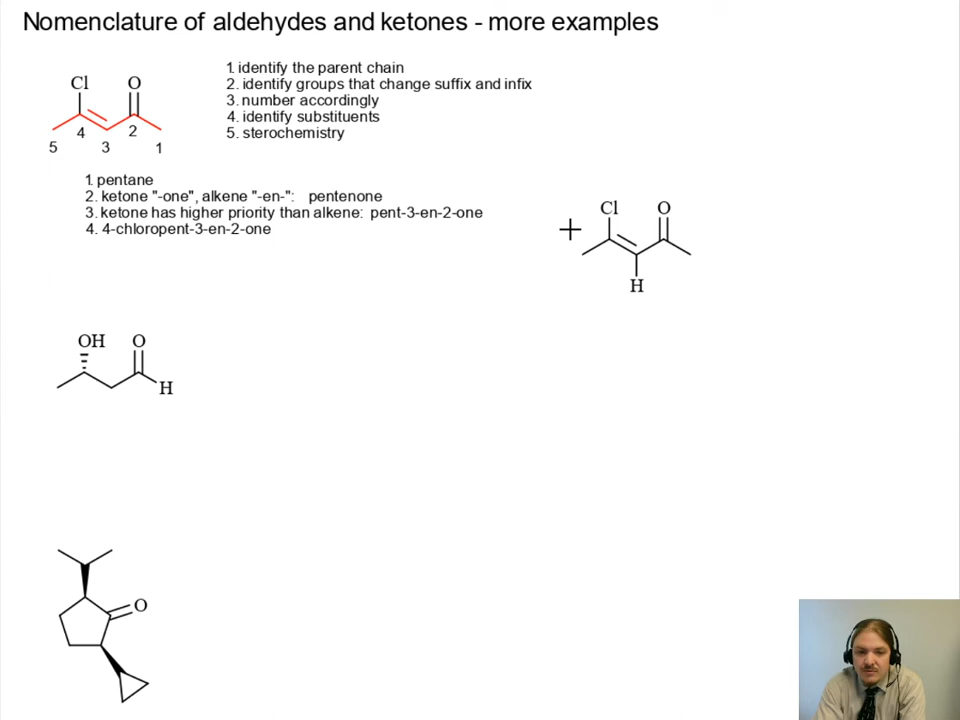 Nomenclature of aldehydes and ketones - more examples
1. identify the parent chain
2. identify groups that change suffix and infix
3. number accordingly
4. identify substituents
5. sterochemistry
Cl O
4 2
5 3 1
1. pentane
2. ketone "-one", alkene "-en-": pentenone
3. ketone has higher priority than alkene: pent-3-en-2-one
4. 4-chloropent-3-en-2-one
Cl O
+
H
OH O
H
O